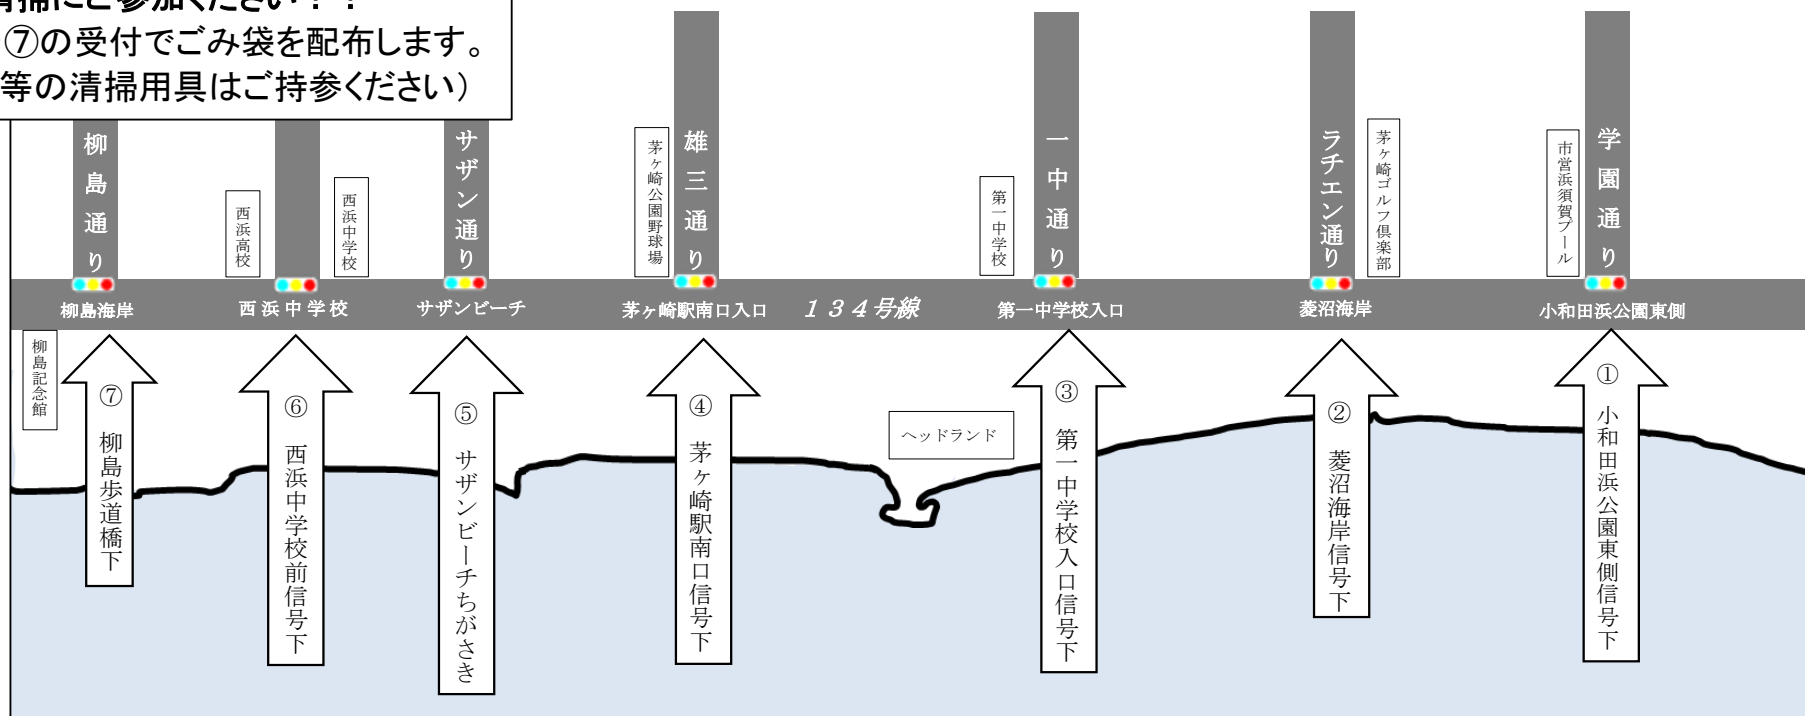 清掃にご参加ください！！
⑦の受付でごみ袋を配布します。
等の清掃用具はご持参ください）
柳島通り
西浜高校
西浜中学校
サザン通り
茅ヶ崎公園野球場
雄三通り
第一中学校
一中通り
ラチエン通り
茅ヶ崎ゴルフ倶楽部
市営浜須賀プール
学園通り
柳島海岸
西浜中学校
サザンビーチ
茅ヶ崎駅南口入口
134号線
第一中学校入口
菱沼海岸
小和田浜公園東側
柳島記念館
⑦ 柳島歩道橋下
⑥ 西浜中学校前信号下
⑤ サザンビーチちがさき
④ 茅ヶ崎駅南口信号下
ヘッドランド
③ 第一中学校入口信号下
② 菱沼海岸信号下
① 小和田浜公園東側信号下